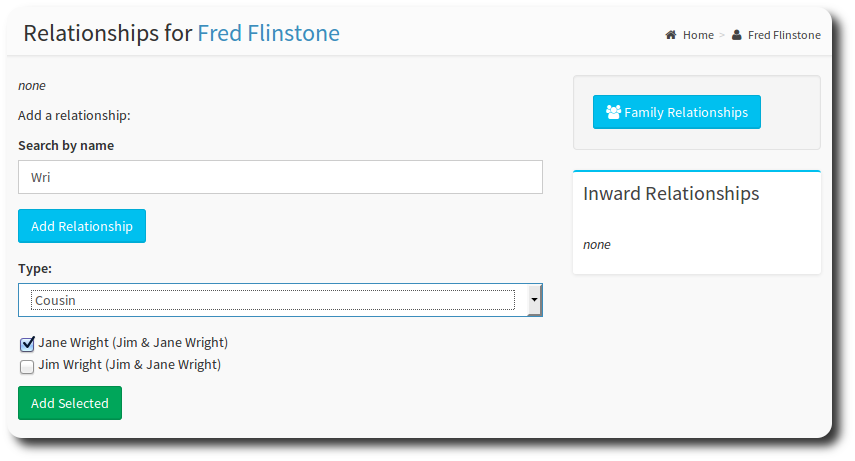 Relationships for Fred Flinstone
Home > Fred Flinstone
none
Add a relationship:
Search by name
Wri
Add Relationship
Type:
Cousin
Jane Wright (Jim & Jane Wright)
Jim Wright (Jim & Jane Wright)
Add Selected
Family Relationships
Inward Relationships
none